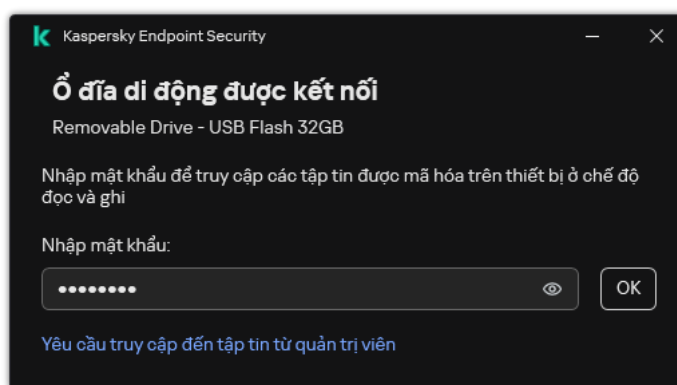 Kaspersky Endpoint Security
Ổ đĩa di động được kết nối
Removable Drive - USB Flash 32GB
Nhập mật khẩu để truy cập các tập tin được mã hóa trên thiết bị ở chế độ
đọc và ghi
Nhập mật khẩu:
••••••••
OK
Yêu cầu truy cập đến tập tin từ quản trị viên